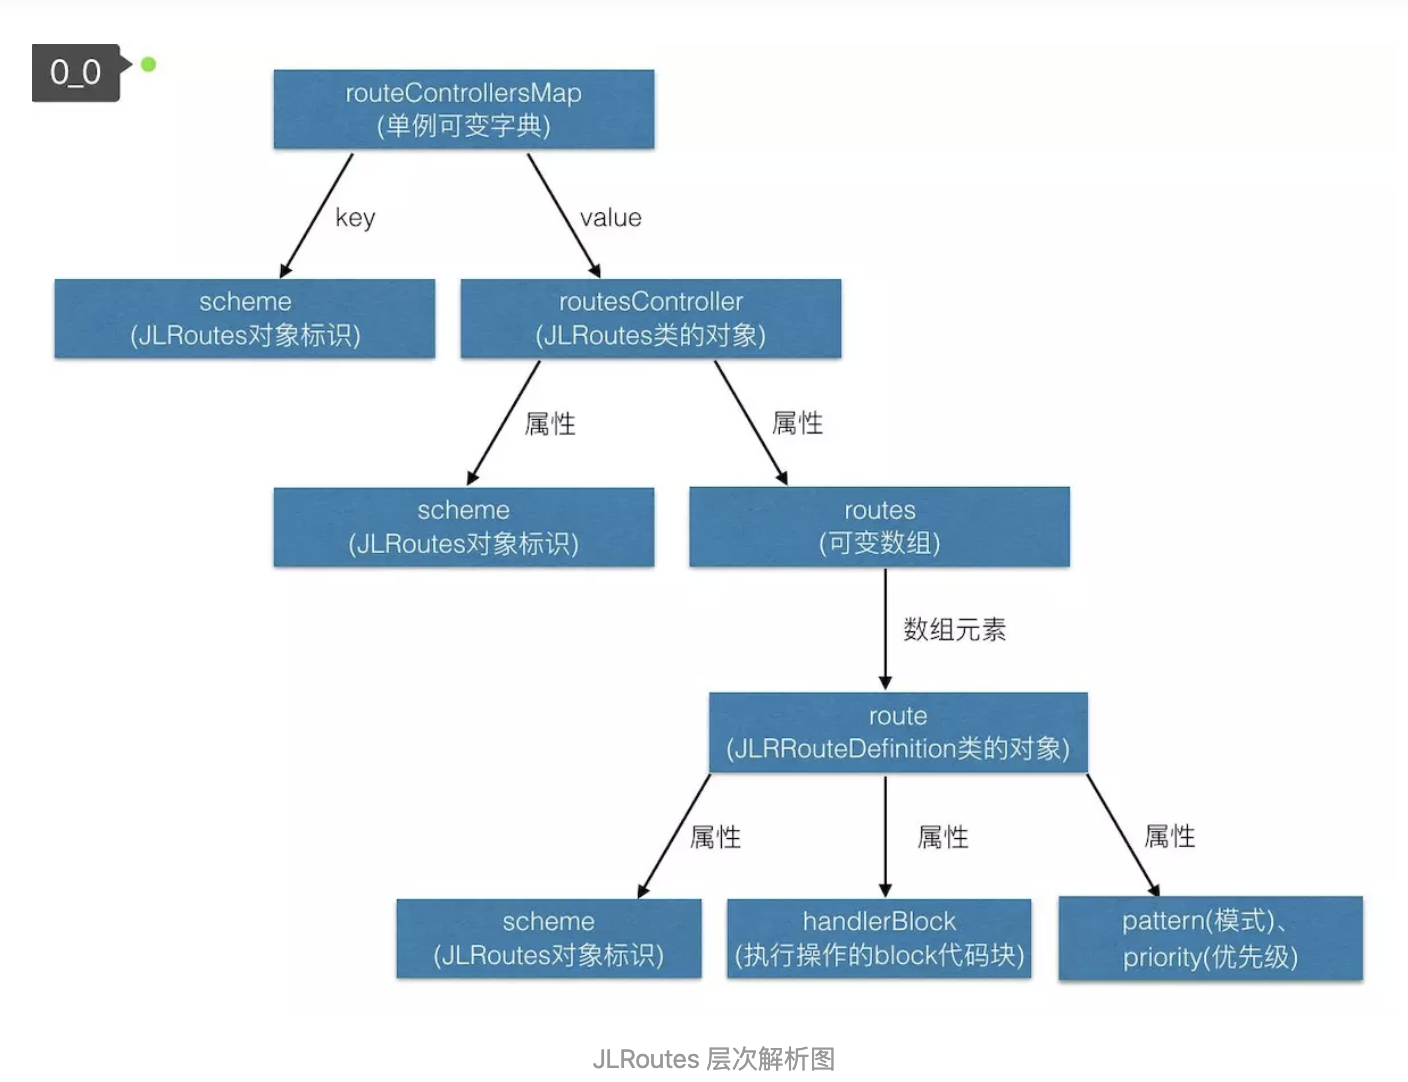 0_0
routeControllersMap
(单例可变字典)
key
value
scheme
(JLRoutes对象标识)
routesController
(JLRoutes类的对象)
属性
属性
scheme
(JLRoutes对象标识)
routes
(可变数组)
数组元素
route
(JLRRouteDefinition类的对象)
属性
属性
属性
scheme
(JLRoutes对象标识)
handlerBlock
(执行操作的block代码块)
pattern(模式)、
priority(优先级)
JLRoutes 层次解析图